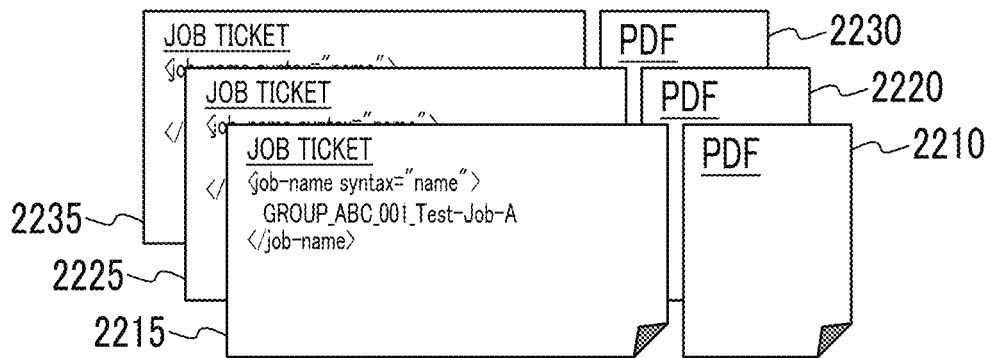 JOB TICKET
PDF
2230
JOB TICKET
PDF
2220
JOB TICKET
<job-name syntax="name">
GROUP_ABC_001_Test-Job-A
</job-name>
PDF
2210
</
</
2235
2225
2215